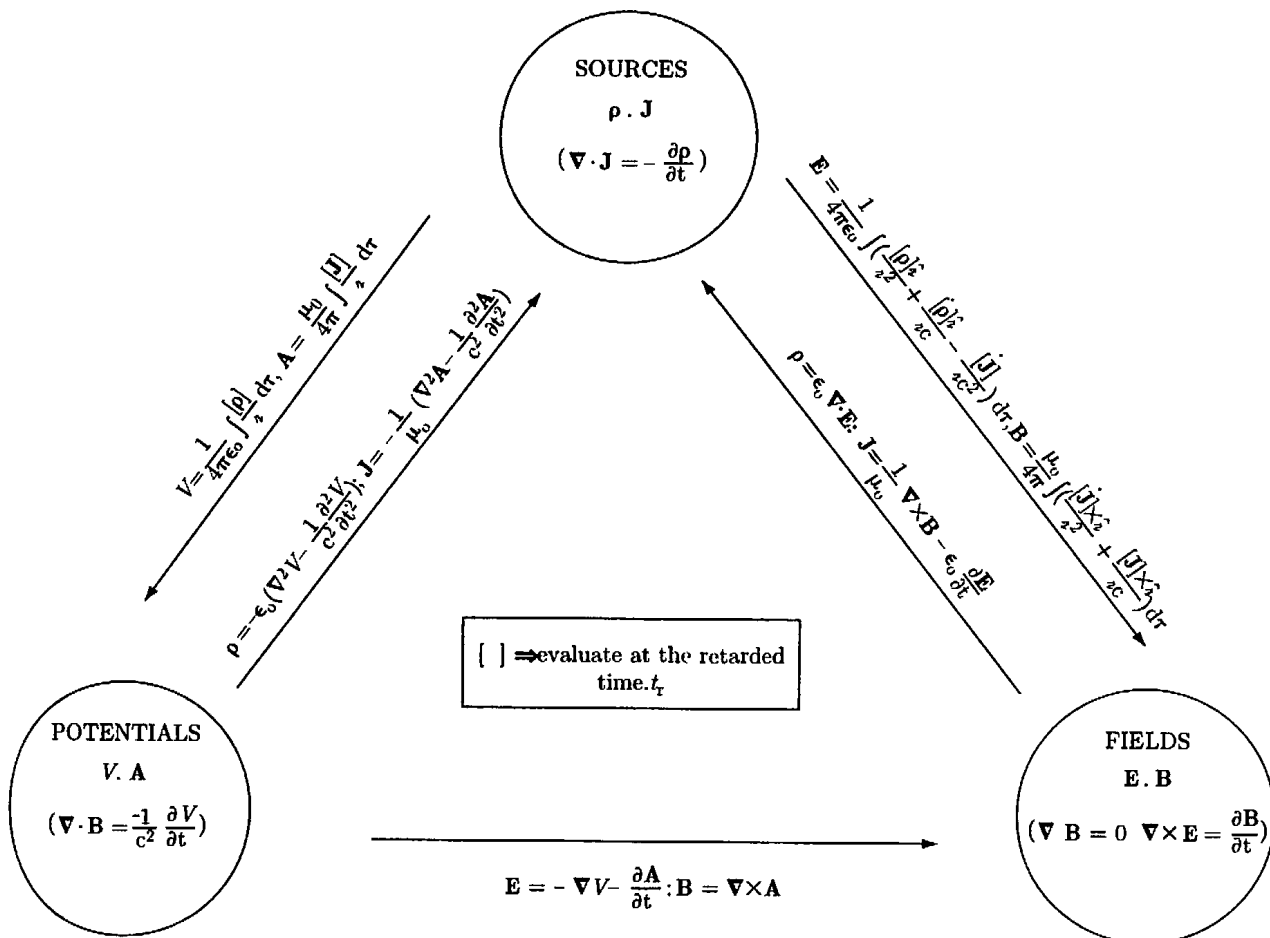 SOURCES
ρ . J
(∇·J = - ∂ρ/∂t)
V = 1/4πϵ₀ ∫ [ρ]/𝓇 dτ, A = μ₀/4π ∫ [J]/𝓇 dτ
ρ = -ϵ₀(∇²V - 1/c² ∂²V/∂t²); J = - 1/μ₀ (∇²A - 1/c² ∂²A/∂t²)
E = 1/4πϵ₀ ∫([ρ]𝓇̂/𝓇² + [ρ̇]𝓇̂/𝓇c - [J̇]/𝓇c²) dτ, B = μ₀/4π ∫([J̇]×𝓇̂/𝓇² + [J]×𝓇̂/𝓇c) dτ
ρ = ϵ₀ ∇·E: J = 1/μ₀ ∇×B - ϵ₀ ∂E/∂t
[ ] ⇒evaluate at the retarded
time.tᵣ
POTENTIALS
V. A
(∇·B = -1/c² ∂V/∂t)
FIELDS
E . B
(∇ B = 0 ∇×E = ∂B/∂t)
E = - ∇V- ∂A/∂t : B = ∇×A